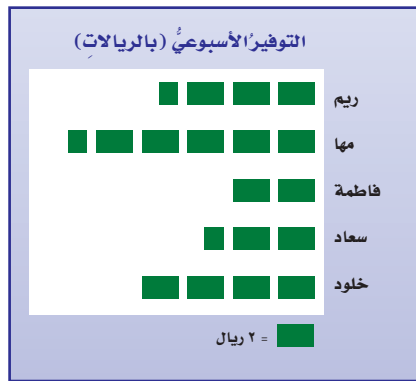 التوفيرُ الأسبوعيُّ (بالريالاتِ)
ريم
مها
فاطمة
سعاد
خلود
= ٢ ريال